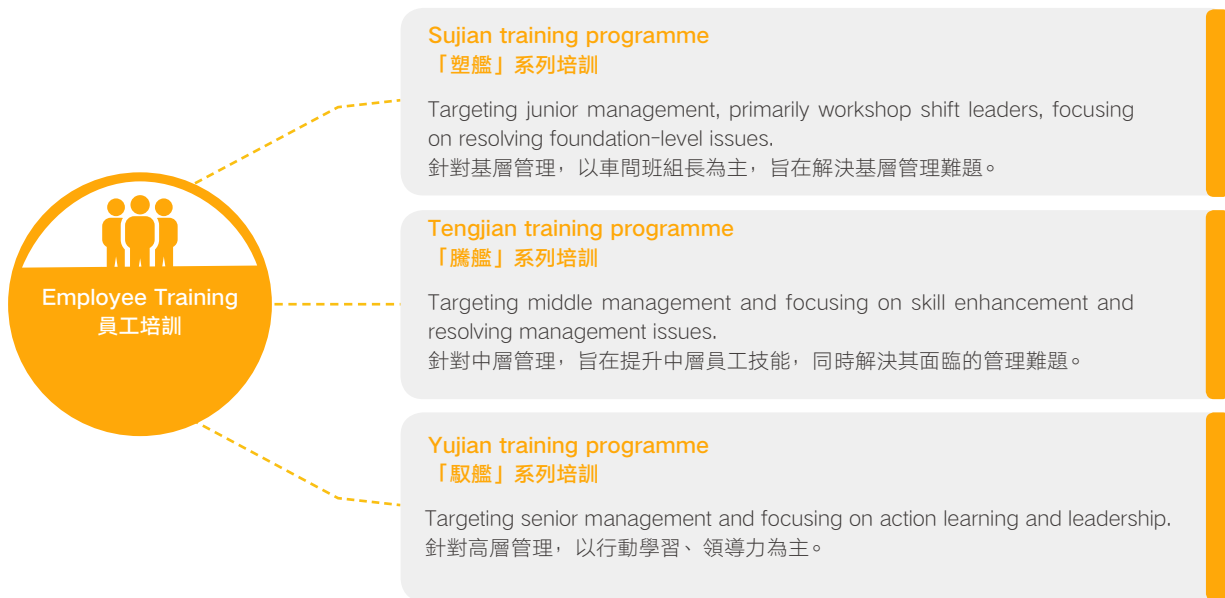 Sujian training programme
「塑艦」系列培訓
Targeting junior management, primarily workshop shift leaders, focusing
on resolving foundation-level issues.
針對基層管理，以車間班組長為主，旨在解決基層管理難題。
Employee Training
員工培訓
Tengjian training programme
「騰艦」系列培訓
Targeting middle management and focusing on skill enhancement and
resolving management issues.
針對中層管理，旨在提升中層員工技能，同時解決其面臨的管理難題。
Yujian training programme
「馭艦」系列培訓
Targeting senior management and focusing on action learning and leadership.
針對高層管理，以行動學習、領導力為主。